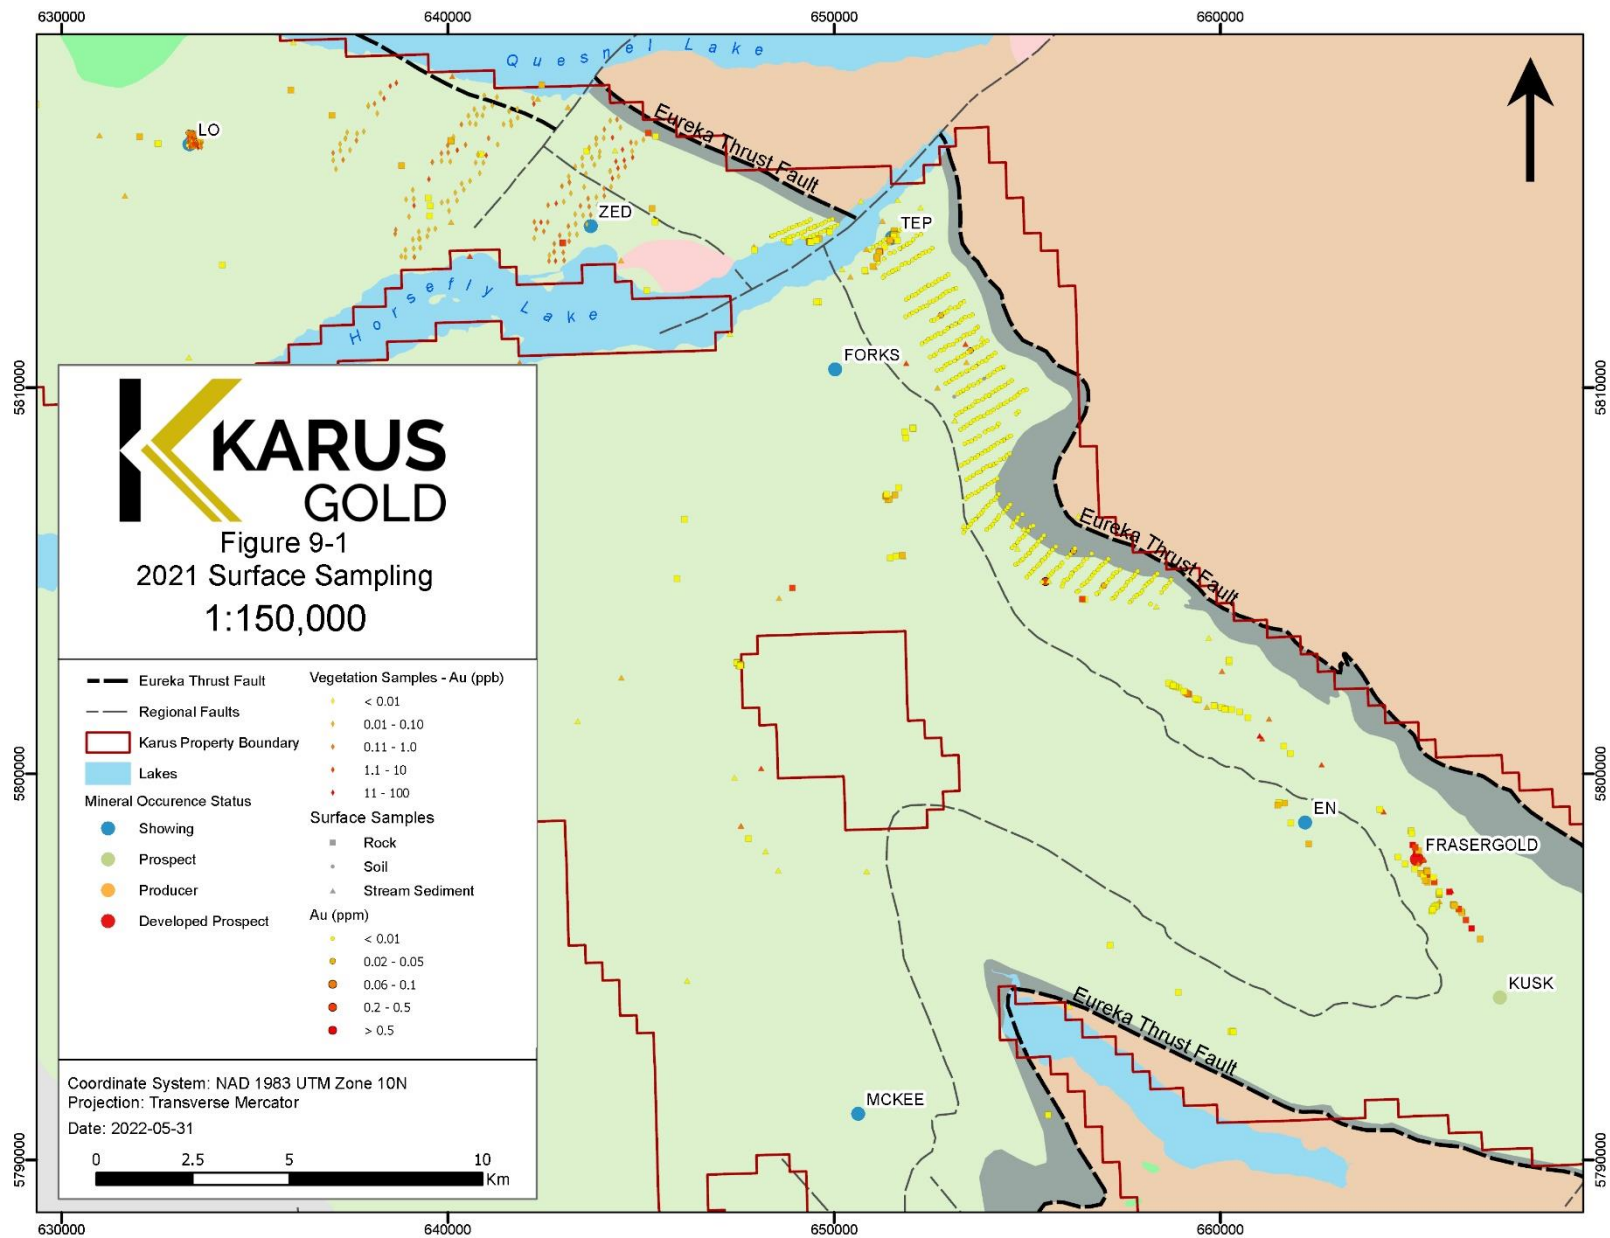 630000
640000
650000
660000
Quesnel Lake
Eureka Thrust Fault
LO
ZED
TEP
Horsefly Lake
FORKS
5810000
5810000
KARUS
GOLD
Figure 9-1
2021 Surface Sampling
1:150,000
Eureka Thrust Fault
Eureka Thrust Fault
Regional Faults
Karus Property Boundary
Lakes
Mineral Occurence Status
Showing
Prospect
Producer
Developed Prospect
Vegetation Samples - Au (ppb)
< 0.01
0.01 - 0.10
0.11 - 1.0
1.1 - 10
11 - 100
Surface Samples
Rock
Soil
Stream Sediment
Au (ppm)
< 0.01
0.02 - 0.05
0.06 - 0.1
0.2 - 0.5
> 0.5
5800000
5800000
EN
FRASERGOLD
KUSK
Eureka Thrust Fault
MCKEE
Coordinate System: NAD 1983 UTM Zone 10N
Projection: Transverse Mercator
Date: 2022-05-31
0 2.5 5 10
Km
5790000
5790000
630000
640000
650000
660000